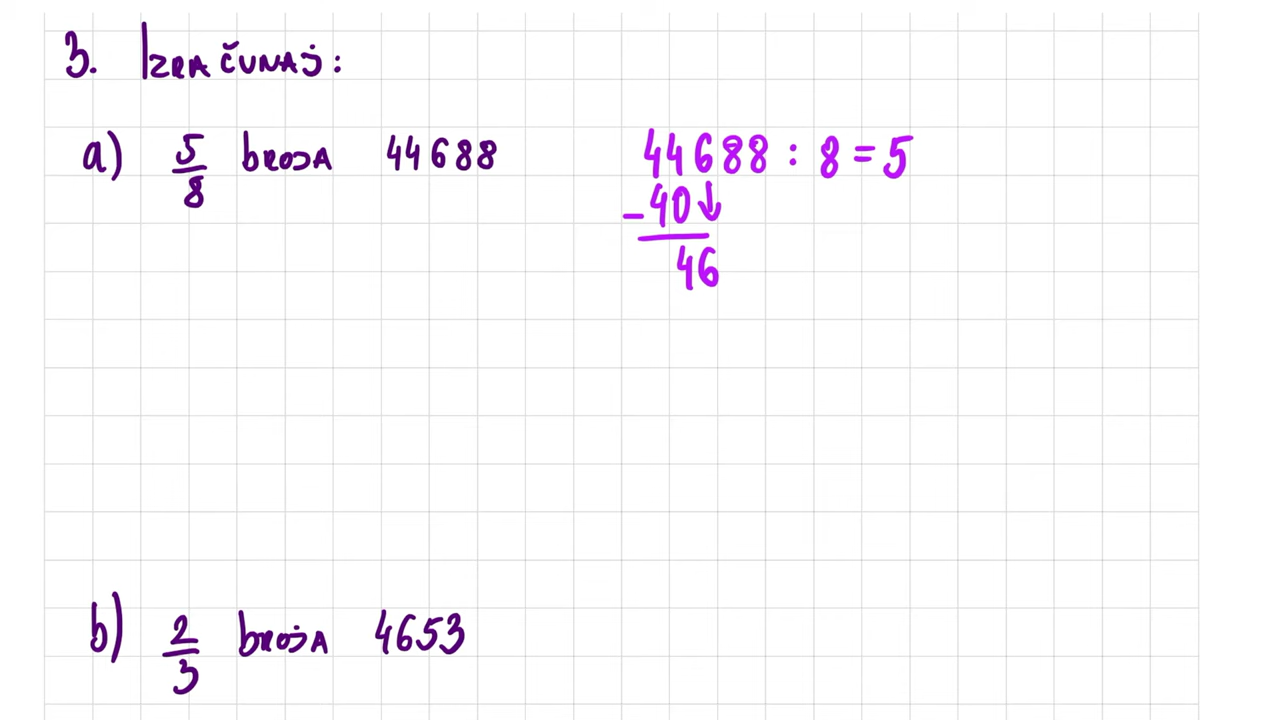 3. IZRAČUNAJ:
a) 5/8 BROJA 44688
44688 : 8 = 5
-40↓
46
b) 2/3 BROJA 4653